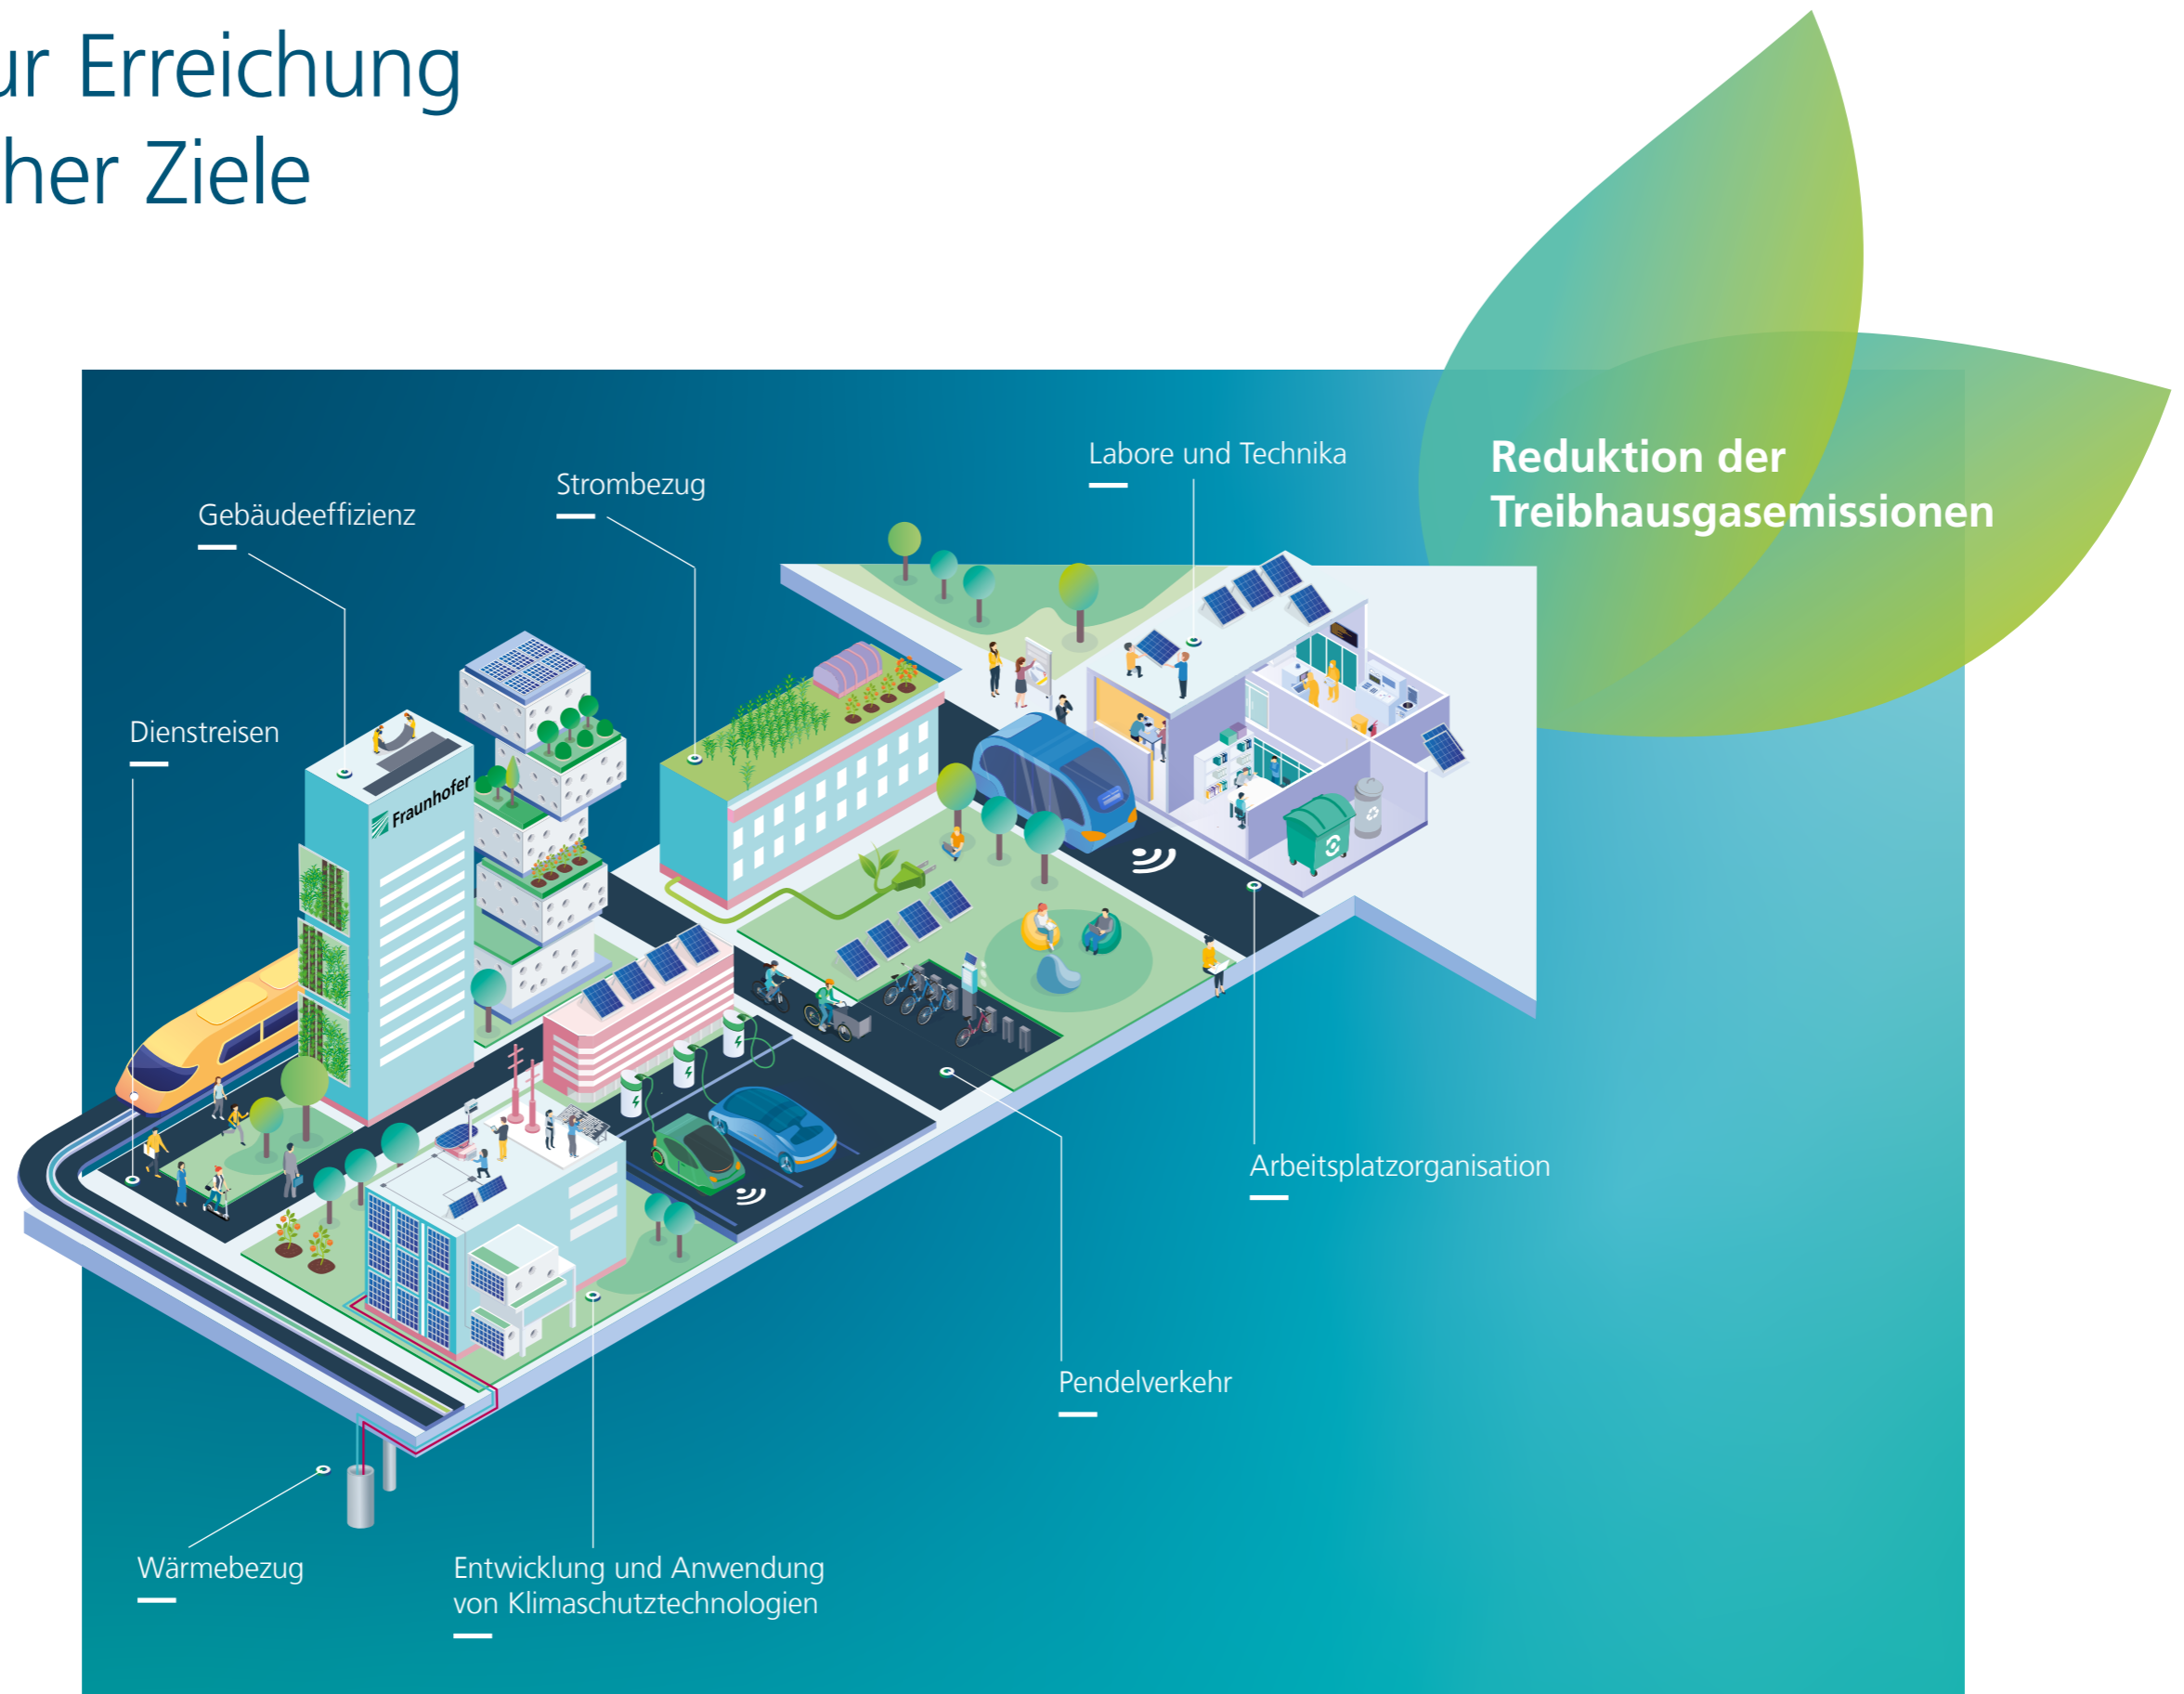 ur Erreichung
her Ziele
Reduktion der
Treibhausgasemissionen
Labore und Technika
Strombezug
Gebäudeeffizienz
Dienstreisen
Fraunhofer
Arbeitsplatzorganisation
Pendelverkehr
Wärmebezug
Entwicklung und Anwendung
von Klimaschutztechnologien